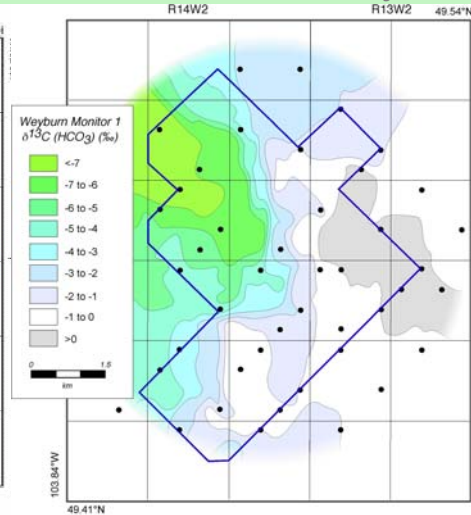 R14W2 R13W2 49.54°N
Weyburn Monitor 1
δ13C (HCO3) (‰)
<-7
-7 to -6
-6 to -5
-5 to -4
-4 to -3
-3 to -2
-2 to -1
-1 to 0
>0
0 1.5
km
103.84°W
49.41°N